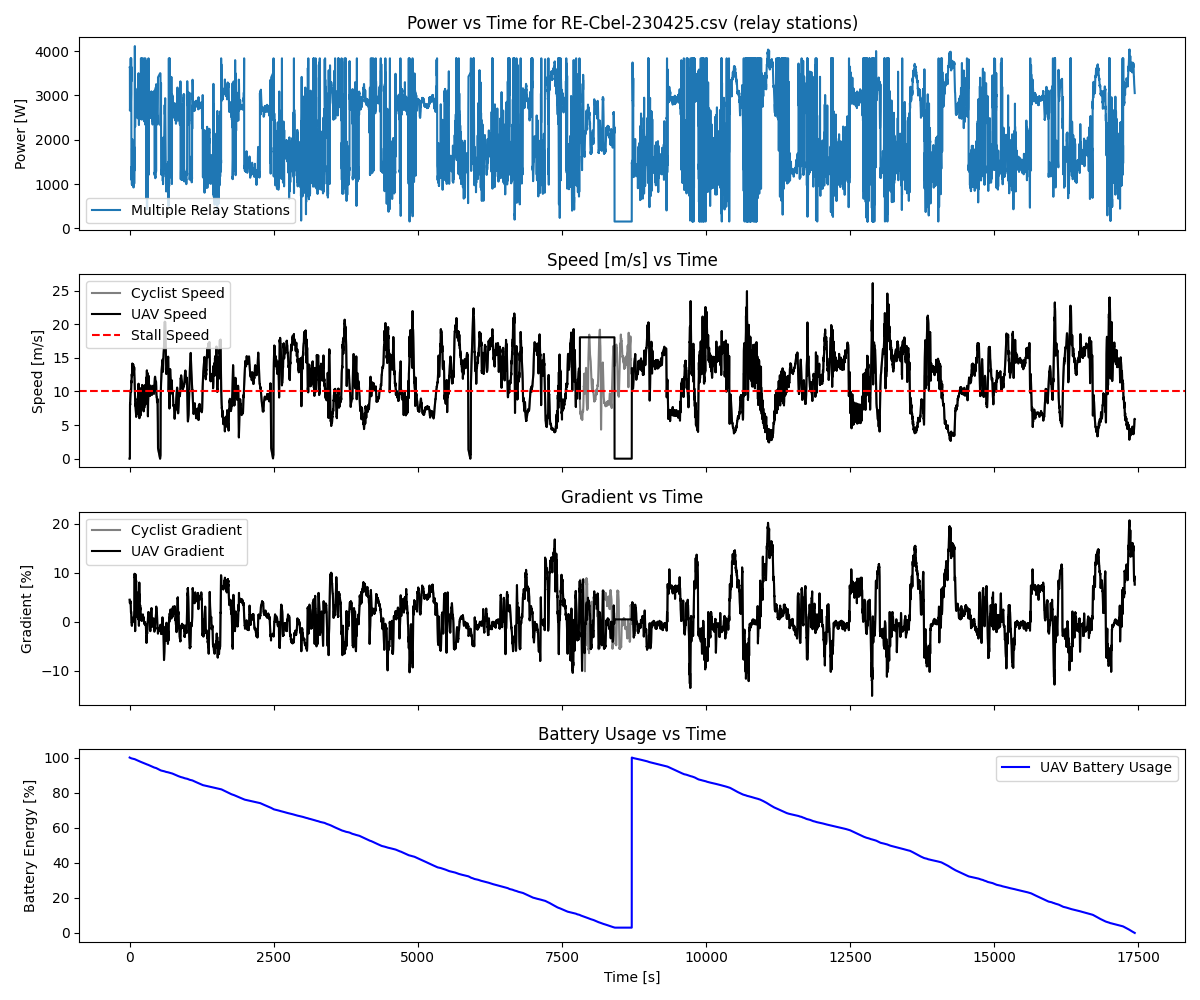 Power vs Time for RE-Cbel-230425.csv (relay stations)
4000
3000
2000
1000
0
Power [W]
Multiple Relay Stations
Speed [m/s] vs Time
25
20
15
10
5
0
Speed [m/s]
Cyclist Speed
UAV Speed
Stall Speed
Gradient vs Time
20
10
0
−10
Gradient [%]
Cyclist Gradient
UAV Gradient
Battery Usage vs Time
100
80
60
40
20
0
Battery Energy [%]
UAV Battery Usage
0 2500 5000 7500 10000 12500 15000 17500
Time [s]